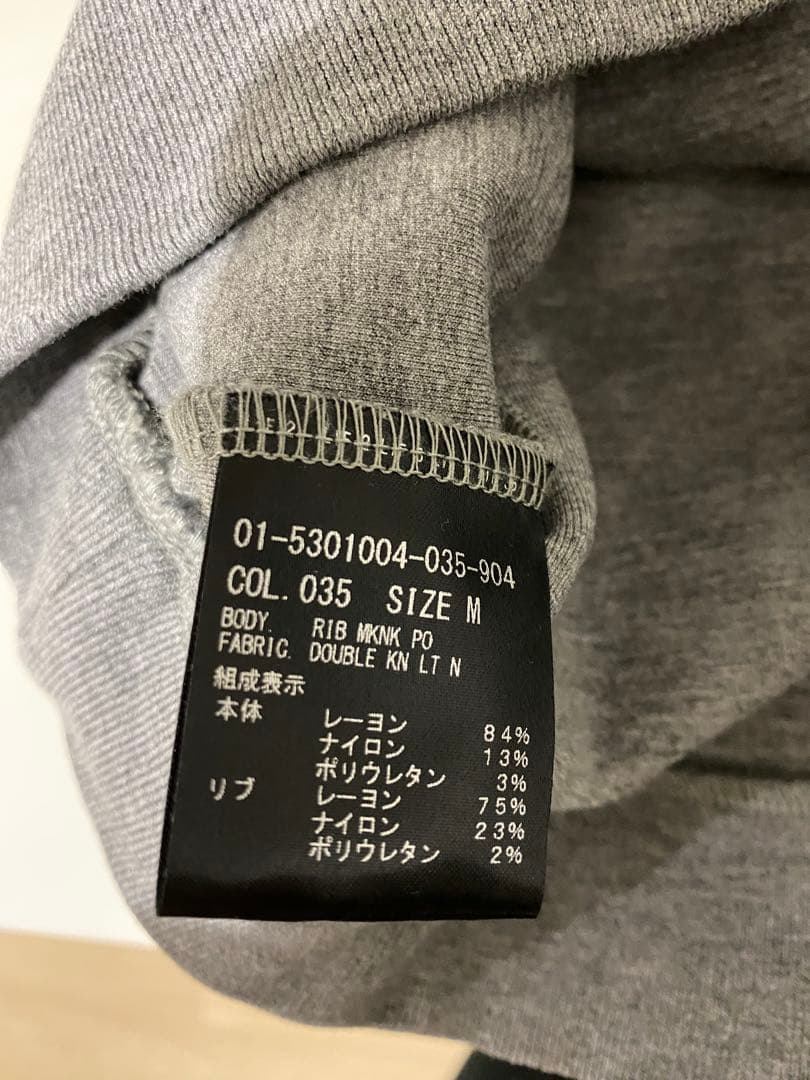 01-5301004-035-904
COL. 035 SIZE M
BODY. RIB MKNK PO
FABRIC. DOUBLE KN LT N
組成表示
本体 レーヨン 84%
ナイロン 13%
ポリウレタン 3%
リブ レーヨン 75%
ナイロン 23%
ポリウレタン 2%